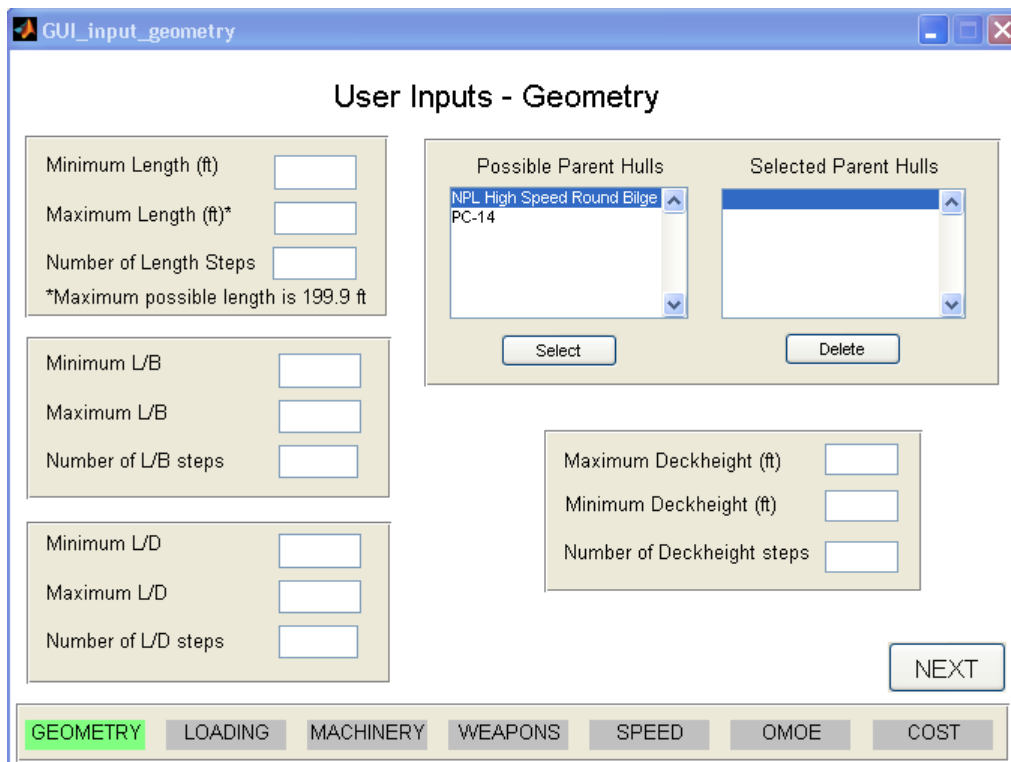 GUI_input_geometry
User Inputs - Geometry
Minimum Length (ft)
Maximum Length (ft)*
Number of Length Steps
*Maximum possible length is 199.9 ft
Possible Parent Hulls
NPL High Speed Round Bilge
PC-14
Select
Selected Parent Hulls
Delete
Minimum L/B
Maximum L/B
Number of L/B steps
Maximum Deckheight (ft)
Minimum Deckheight (ft)
Number of Deckheight steps
Minimum L/D
Maximum L/D
Number of L/D steps
NEXT
GEOMETRY LOADING MACHINERY WEAPONS SPEED OMOE COST